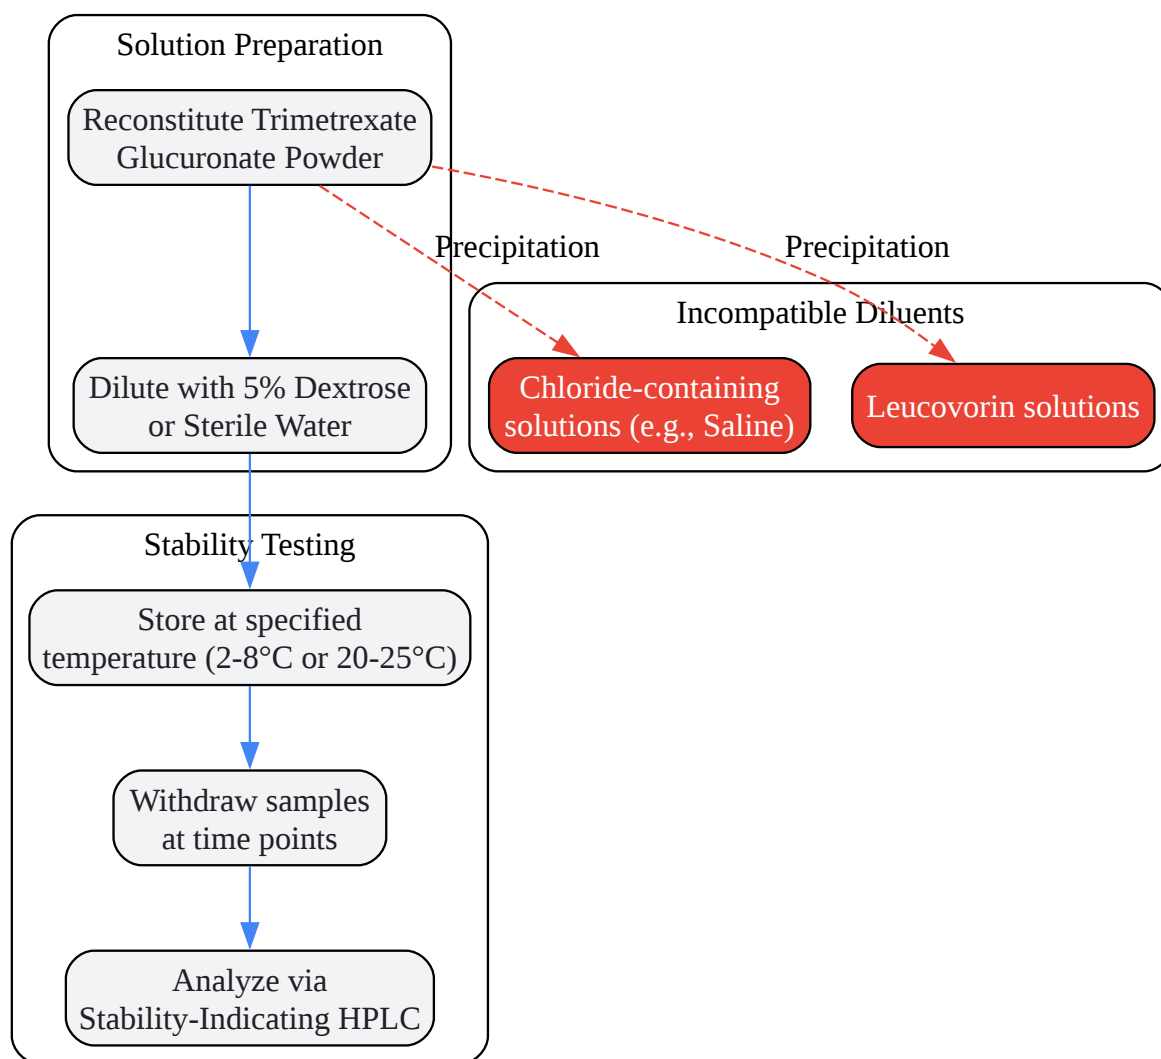 Solution Preparation
Reconstitute Trimetrexate
Glucuronate Powder
Precipitation
Precipitation
Incompatible Diluents
Dilute with 5% Dextrose
or Sterile Water
Chloride-containing
solutions (e.g., Saline)
Leucovorin solutions
Stability Testing
Store at specified
temperature (2-8°C or 20-25°C)
Withdraw samples
at time points
Analyze via
Stability-Indicating HPLC